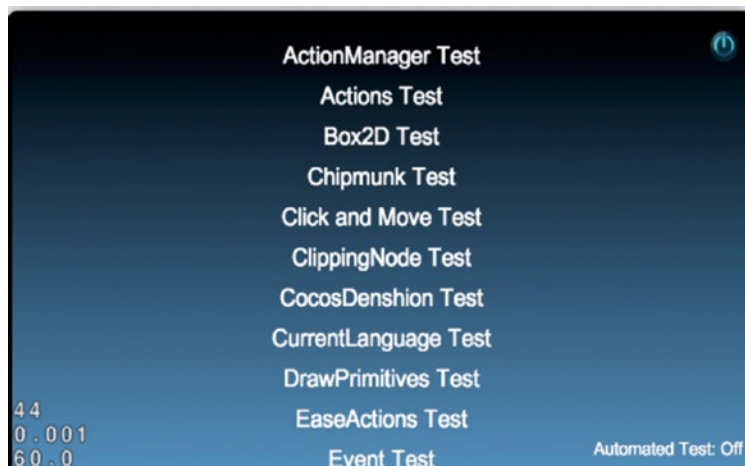 ActionManager Test
Actions Test
Box2D Test
Chipmunk Test
Click and Move Test
ClippingNode Test
CocosDenshion Test
CurrentLanguage Test
DrawPrimitives Test
EaseActions Test
Event Test
44
0.001
60.0
Automated Test: Off